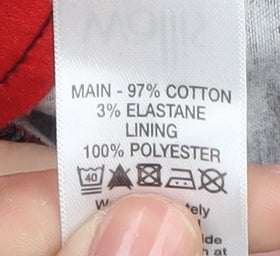 MAIN - 97% COTTON
3% ELASTANE
LINING
100% POLYESTER
40